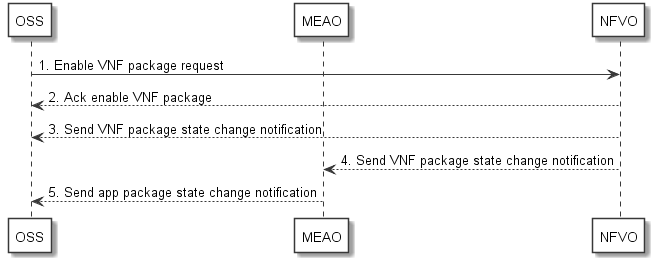 OSS MEAO NFVO
1. Enable VNF package request
2. Ack enable VNF package
3. Send VNF package state change notification
4. Send VNF package state change notification
5. Send app package state change notification
OSS MEAO NFVO